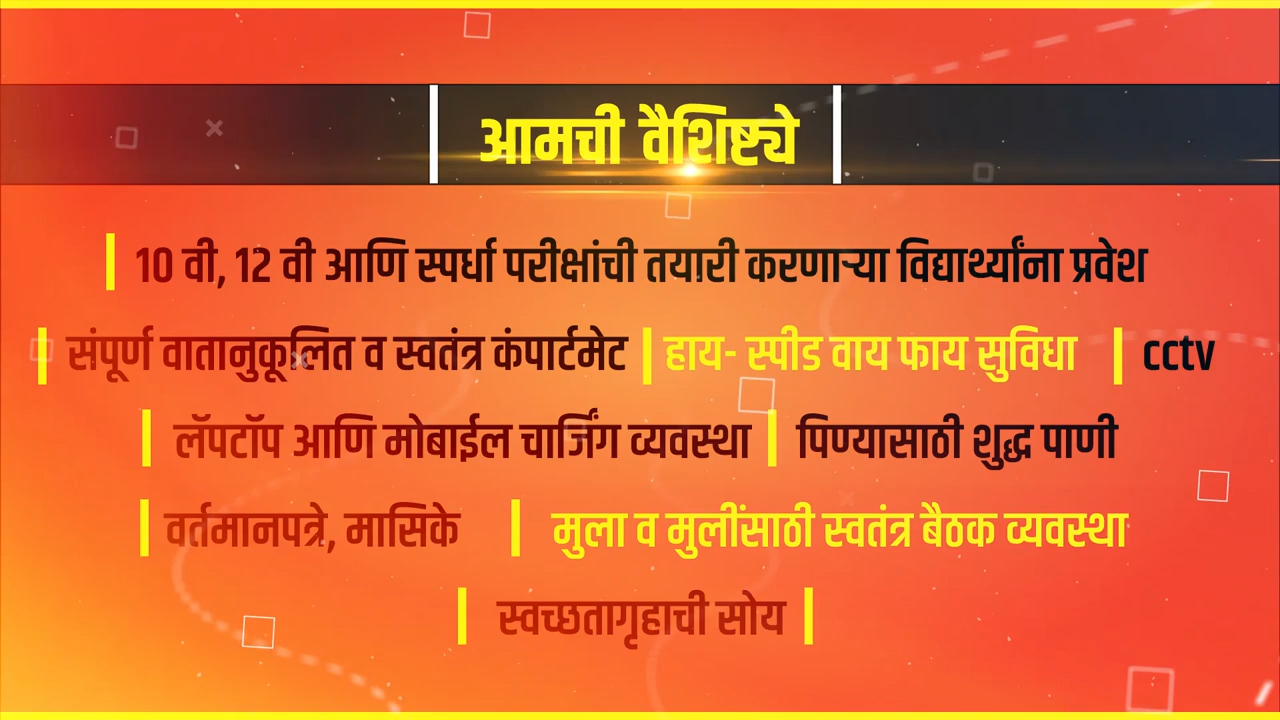 आमची वैशिष्ट्ये
10 वी, 12 वी आणि स्पर्धा परीक्षांची तयारी करणाऱ्या विद्यार्थ्यांना प्रवेश
संपूर्ण वातानुकूलित व स्वतंत्र कंपार्टमेट | हाय- स्पीड वाय फाय सुविधा | cctv
लॅपटॉप आणि मोबाईल चार्जिंग व्यवस्था | पिण्यासाठी शुद्ध पाणी
वर्तमानपत्रे, मासिके | मुला व मुलींसाठी स्वतंत्र बैठक व्यवस्था
स्वच्छतागृहाची सोय